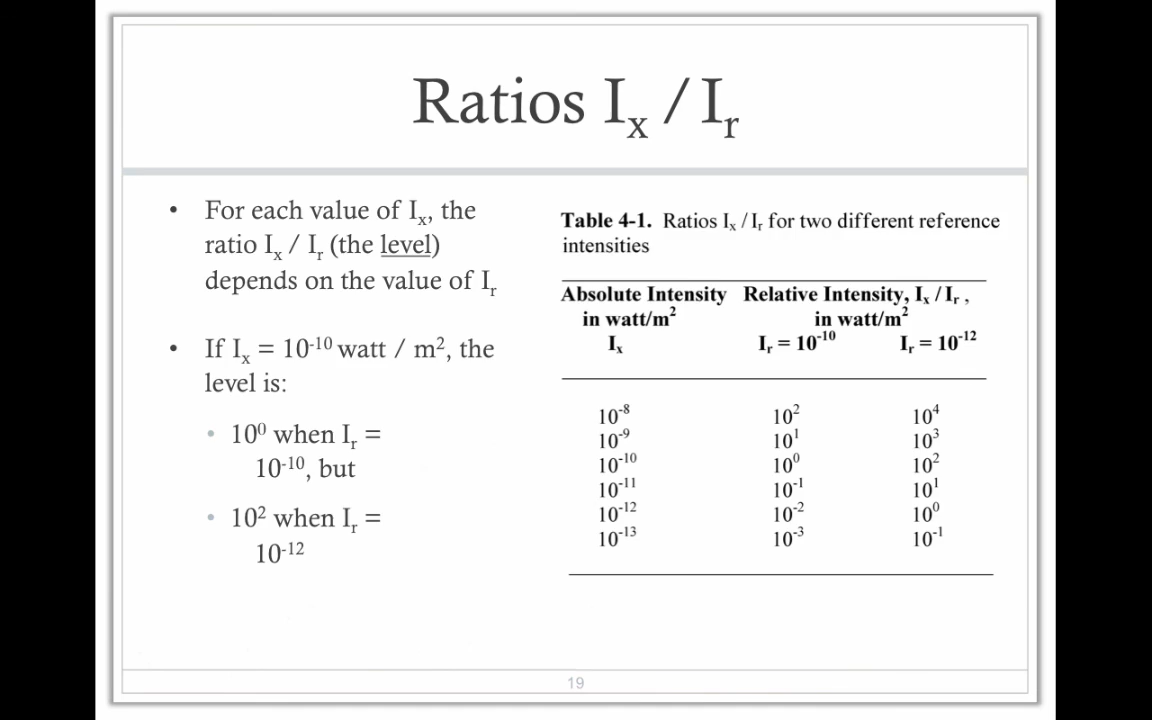 Ratios Iₓ / Iᵣ
• For each value of Iₓ, the
ratio Iₓ / Iᵣ (the level)
depends on the value of Iᵣ
• If Iₓ = 10⁻¹⁰ watt / m², the
level is:
• 10⁰ when Iᵣ =
10⁻¹⁰, but
• 10² when Iᵣ =
10⁻¹²
Table 4-1. Ratios Iₓ / Iᵣ for two different reference
intensities
Absolute Intensity Relative Intensity, Iₓ / Iᵣ ,
in watt/m² in watt/m²
Iₓ Iᵣ = 10⁻¹⁰ Iᵣ = 10⁻¹²
10⁻⁸ 10² 10⁴
10⁻⁹ 10¹ 10³
10⁻¹⁰ 10⁰ 10²
10⁻¹¹ 10⁻¹ 10¹
10⁻¹² 10⁻² 10⁰
10⁻¹³ 10⁻³ 10⁻¹
19